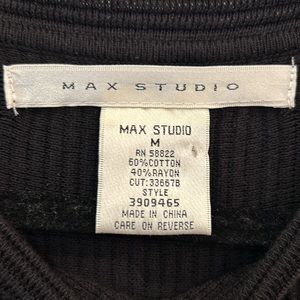 MAX STUDIO
MAX STUDIO
M
RN 58822
60%COTTON
40%RAYON
CUT:33667B
STYLE
3909465
MADE IN CHINA
CARE ON REVERSE